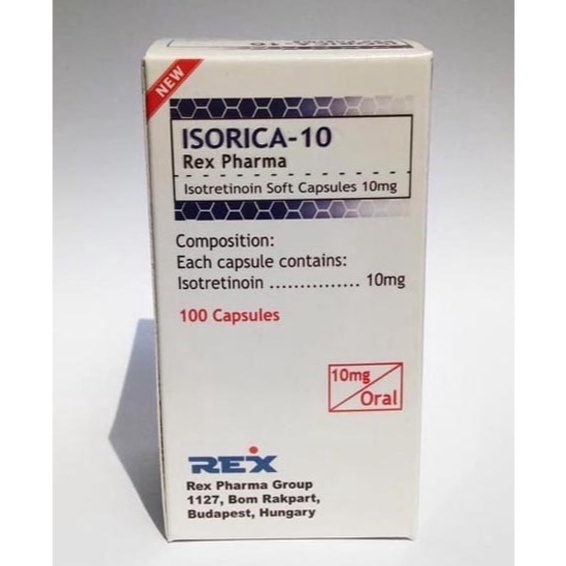 NEW
ISORICA-10
Rex Pharma
Isotretinoin Soft Capsules 10mg
Composition:
Each capsule contains:
Isotretinoin ............... 10mg
100 Capsules
10mg
Oral
REX
Rex Pharma Group
1127, Bom Rakpart,
Budapest, Hungary